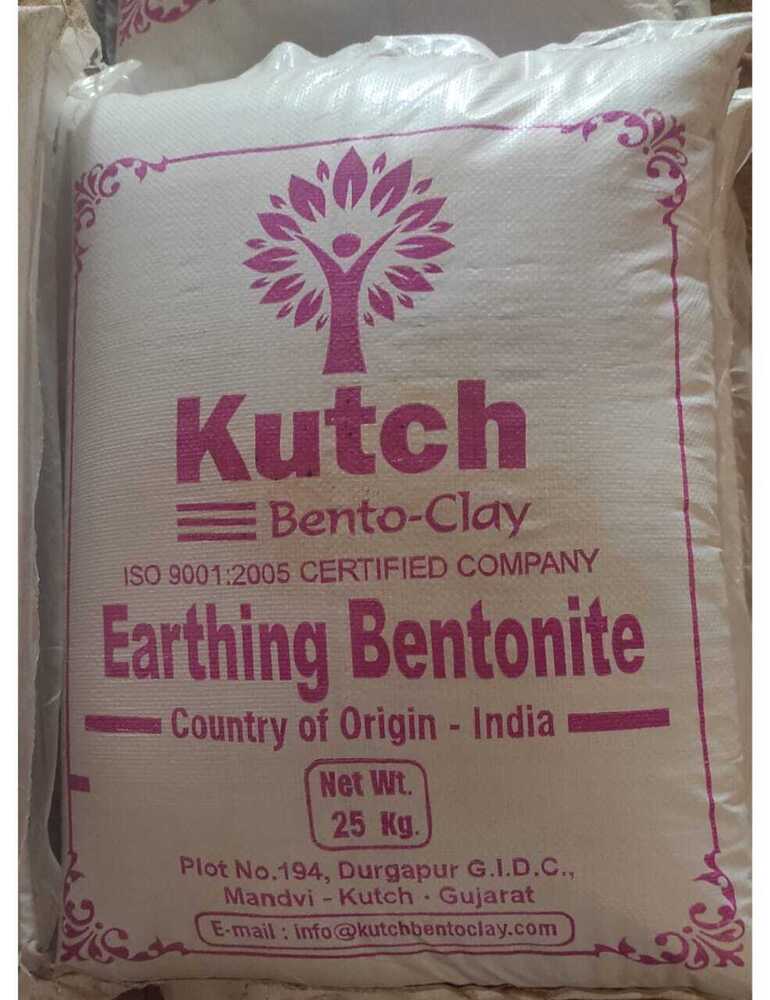 Kutch
Bento-Clay
ISO 9001:2005 CERTIFIED COMPANY
Earthing Bentonite
Country of Origin - India
Net Wt.
25 Kg.
Plot No.194, Durgapur G.I.D.C.,
Mandvi - Kutch - Gujarat
E-mail : info@kutchbentoclay.com